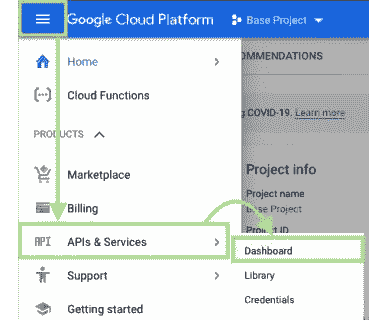 Google Cloud Platform
Base Project
Home
OMMENDATIONS
Cloud Functions
g COVID-19. Learn more
PRODUCTS
Marketplace
Project info
Project name
Billing
Base Project
Project ID
API APIs & Services
Dashboard
Support
Library
Getting started
Credentials